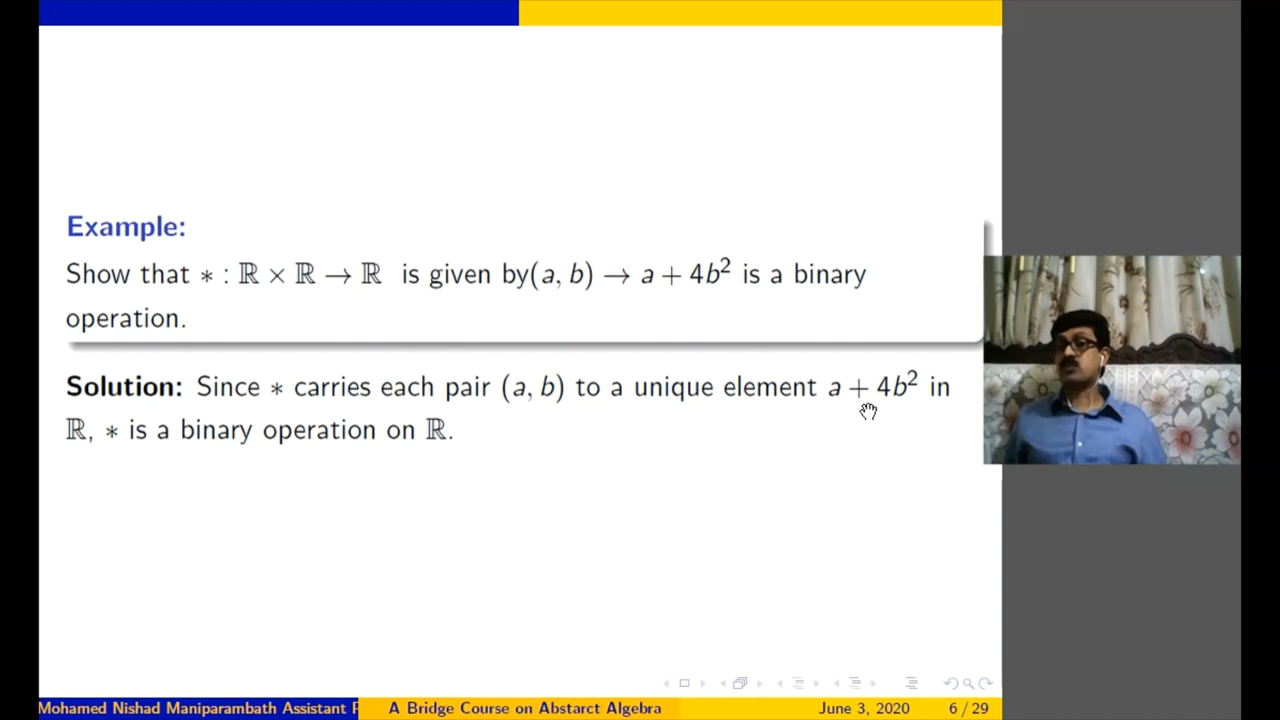 Example:
Show that ∗ : ℝ × ℝ → ℝ is given by(a, b) → a + 4b² is a binary
operation.
Solution: Since ∗ carries each pair (a, b) to a unique element a + 4b² in
ℝ, ∗ is a binary operation on ℝ.
Mohamed Nishad Maniparambath Assistant P A Bridge Course on Abstarct Algebra June 3, 2020 6 / 29